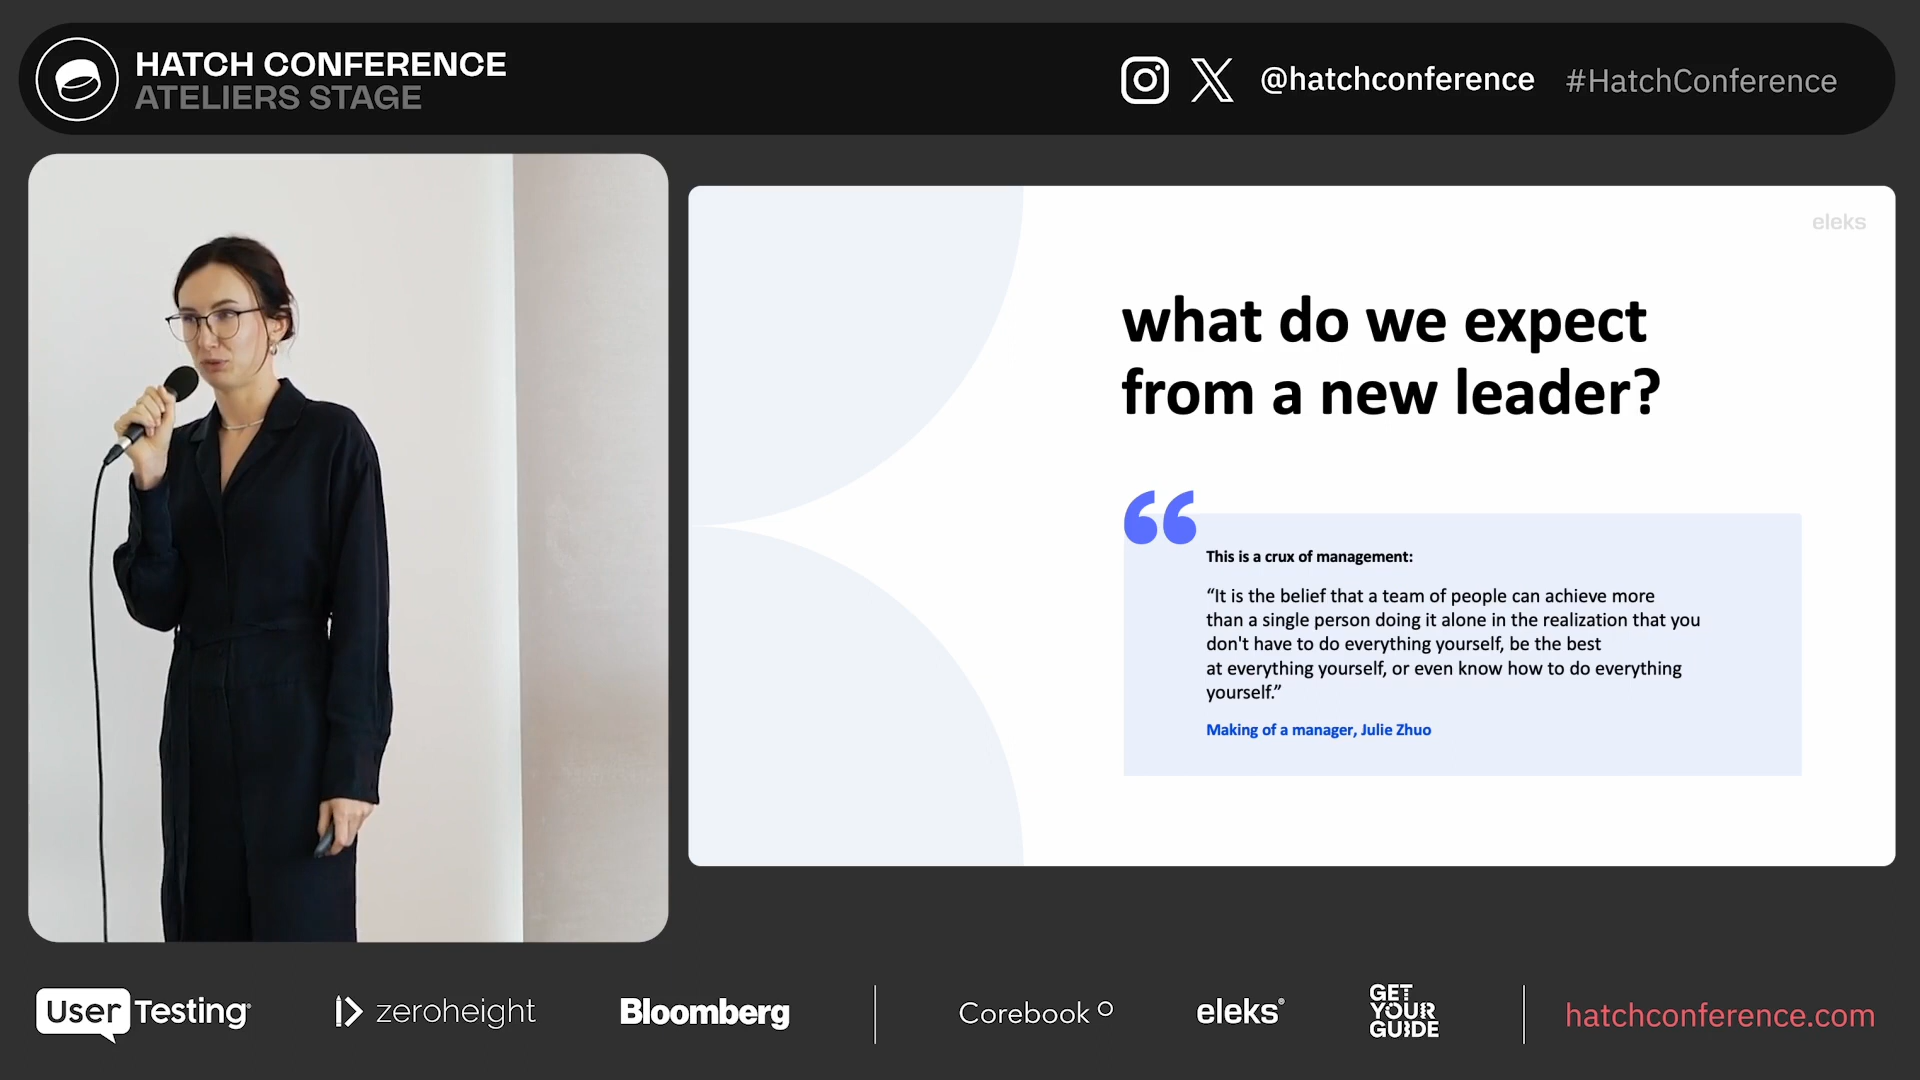 HATCH CONFERENCE
ATELIERS STAGE
@hatchconference
#HatchConference
eleks
what do we expect
from a new leader?
“
This is a crux of management:
“It is the belief that a team of people can achieve more
than a single person doing it alone in the realization that you
don't have to do everything yourself, be the best
at everything yourself, or even know how to do everything
yourself.”
Making of a manager, Julie Zhuo
UserTesting®
zeroheight
Bloomberg
Corebook°
eleks®
GET
YOUR
GUIDE
hatchconference.com